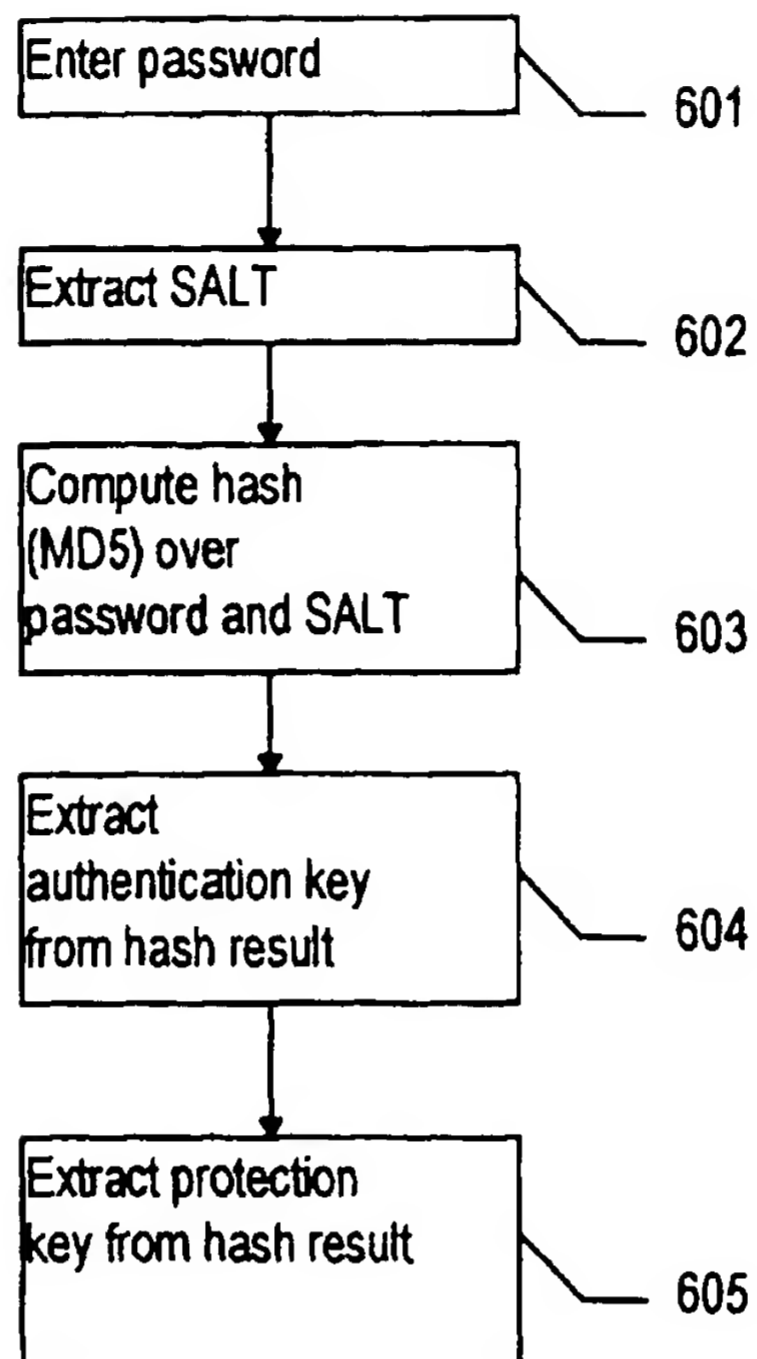 Enter password
601
Extract SALT
602
Compute hash
(MD5) over
password and SALT
603
Extract
authentication key
from hash result
604
Extract protection
key from hash result
605